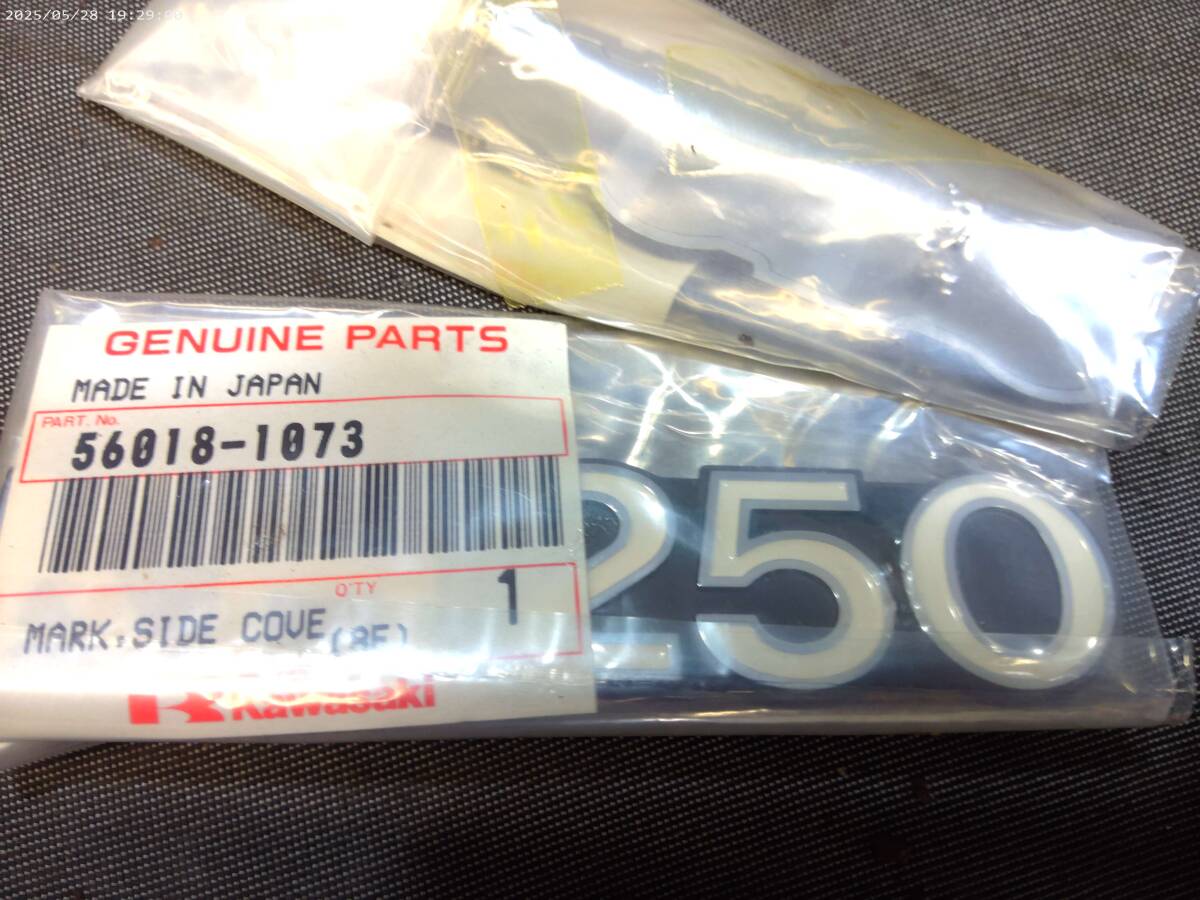 2025/05/28 19:29:00
GENUINE PARTS
MADE IN JAPAN
PART. No.
56018-1073
Q'TY
1
MARK,SIDE COVE
Kawasaki
250